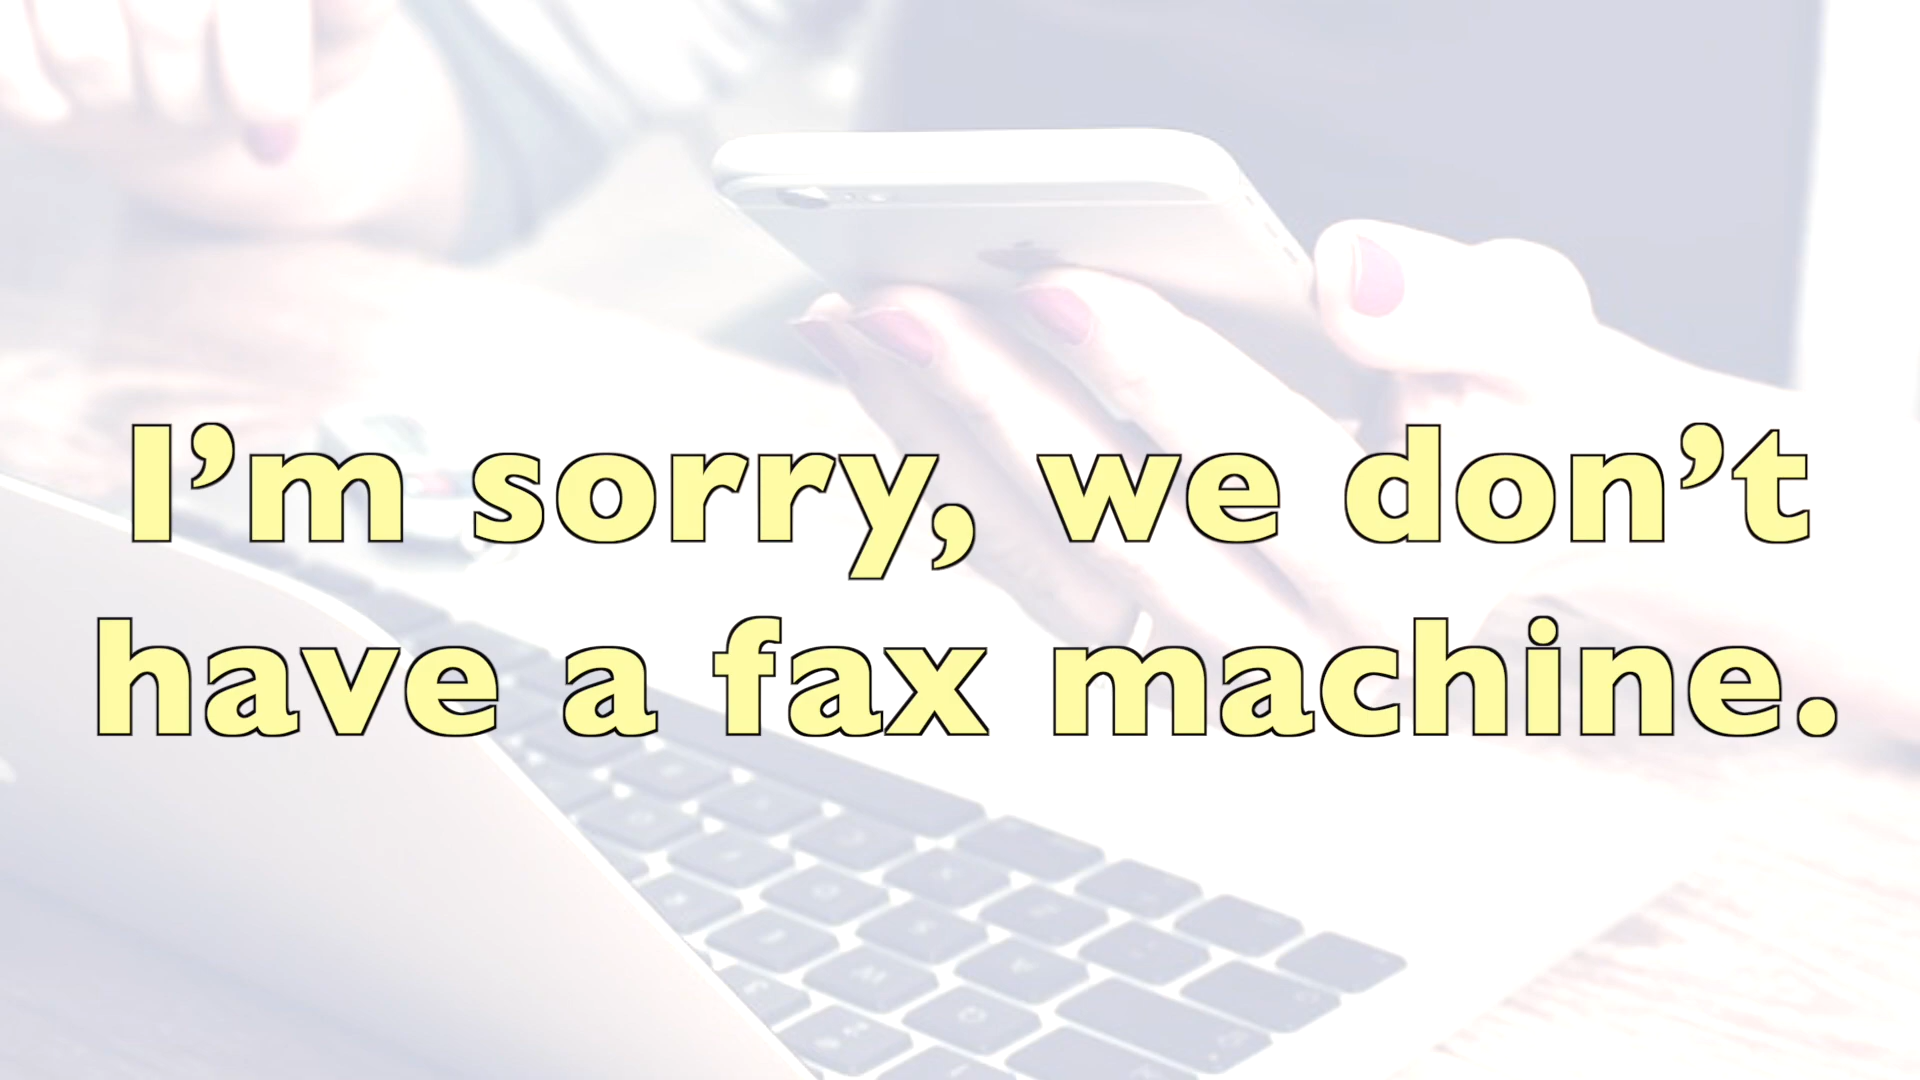 I’m sorry, we don’t
have a fax machine.